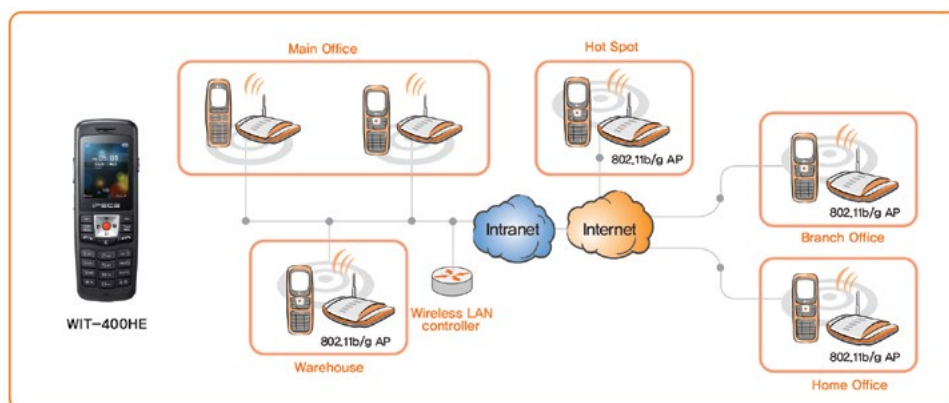 Main Office
Hot Spot
802.11b/g AP
802.11b/g AP
Branch Office
Intranet
Internet
iPECS
WIT-400HE
802.11b/g AP
Warehouse
Wireless LAN
controller
802.11b/g AP
Home Office